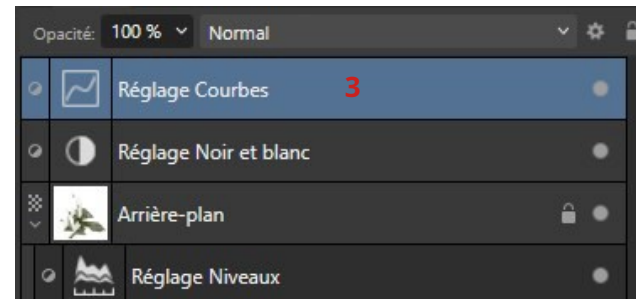 Opacité: 100 % Normal
Réglage Courbes 3
Réglage Noir et blanc
Arrière-plan
Réglage Niveaux